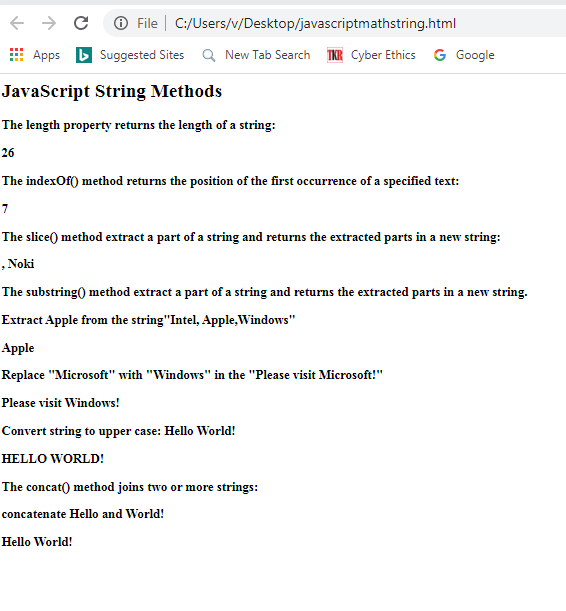 File C:/Users/v/Desktop/javascriptmathstring.html
Apps Suggested Sites New Tab Search TKR Cyber Ethics G Google
JavaScript String Methods
The length property returns the length of a string:
26
The indexOf() method returns the position of the first occurrence of a specified text:
7
The slice() method extract a part of a string and returns the extracted parts in a new string:
, Noki
The substring() method extract a part of a string and returns the extracted parts in a new string.
Extract Apple from the string"Intel, Apple,Windows"
Apple
Replace "Microsoft" with "Windows" in the "Please visit Microsoft!"
Please visit Windows!
Convert string to upper case: Hello World!
HELLO WORLD!
The concat() method joins two or more strings:
concatenate Hello and World!
Hello World!